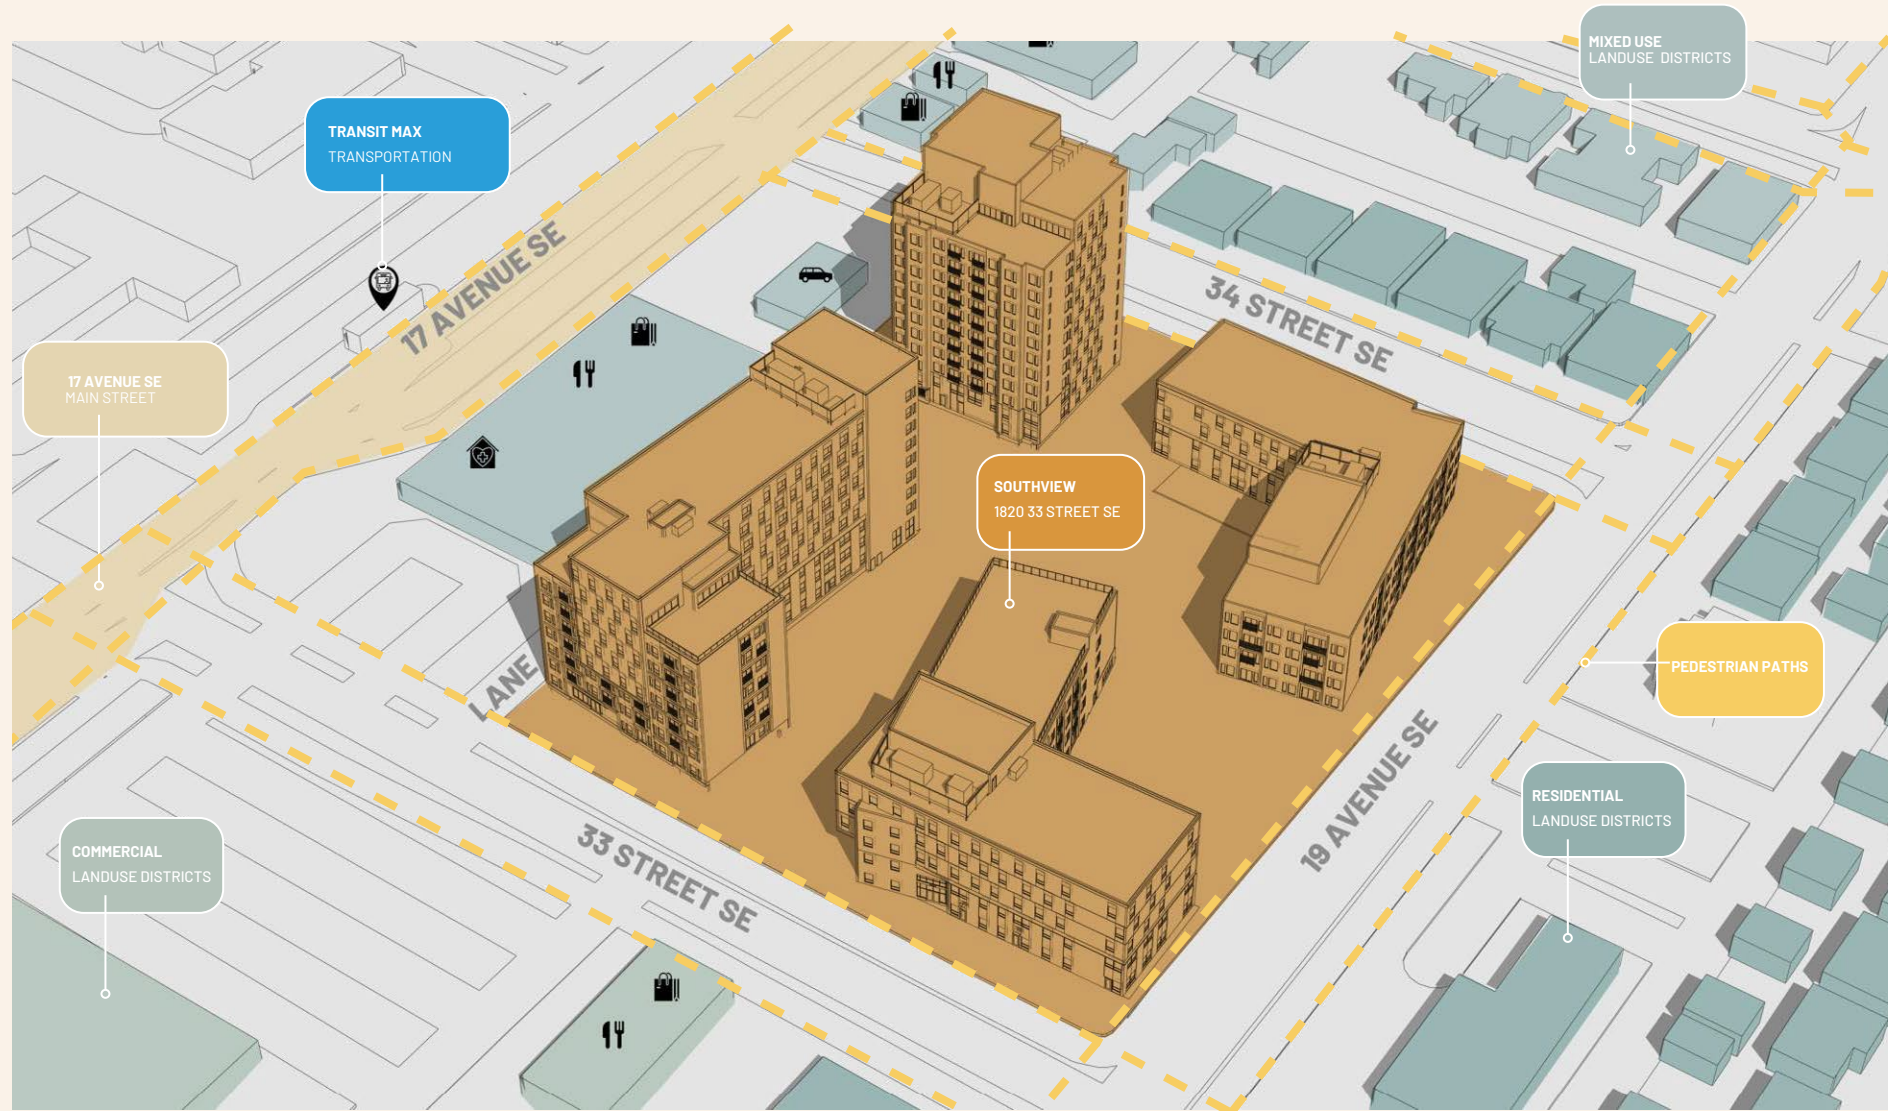 MIXED USE
LANDUSE DISTRICTS
TRANSIT MAX
TRANSPORTATION
17 AVENUE SE
34 STREET SE
17 AVENUE SE
MAIN STREET
SOUTHVIEW
1820 33 STREET SE
LANE
PEDESTRIAN PATHS
19 AVENUE SE
RESIDENTIAL
LANDUSE DISTRICTS
33 STREET SE
COMMERCIAL
LANDUSE DISTRICTS